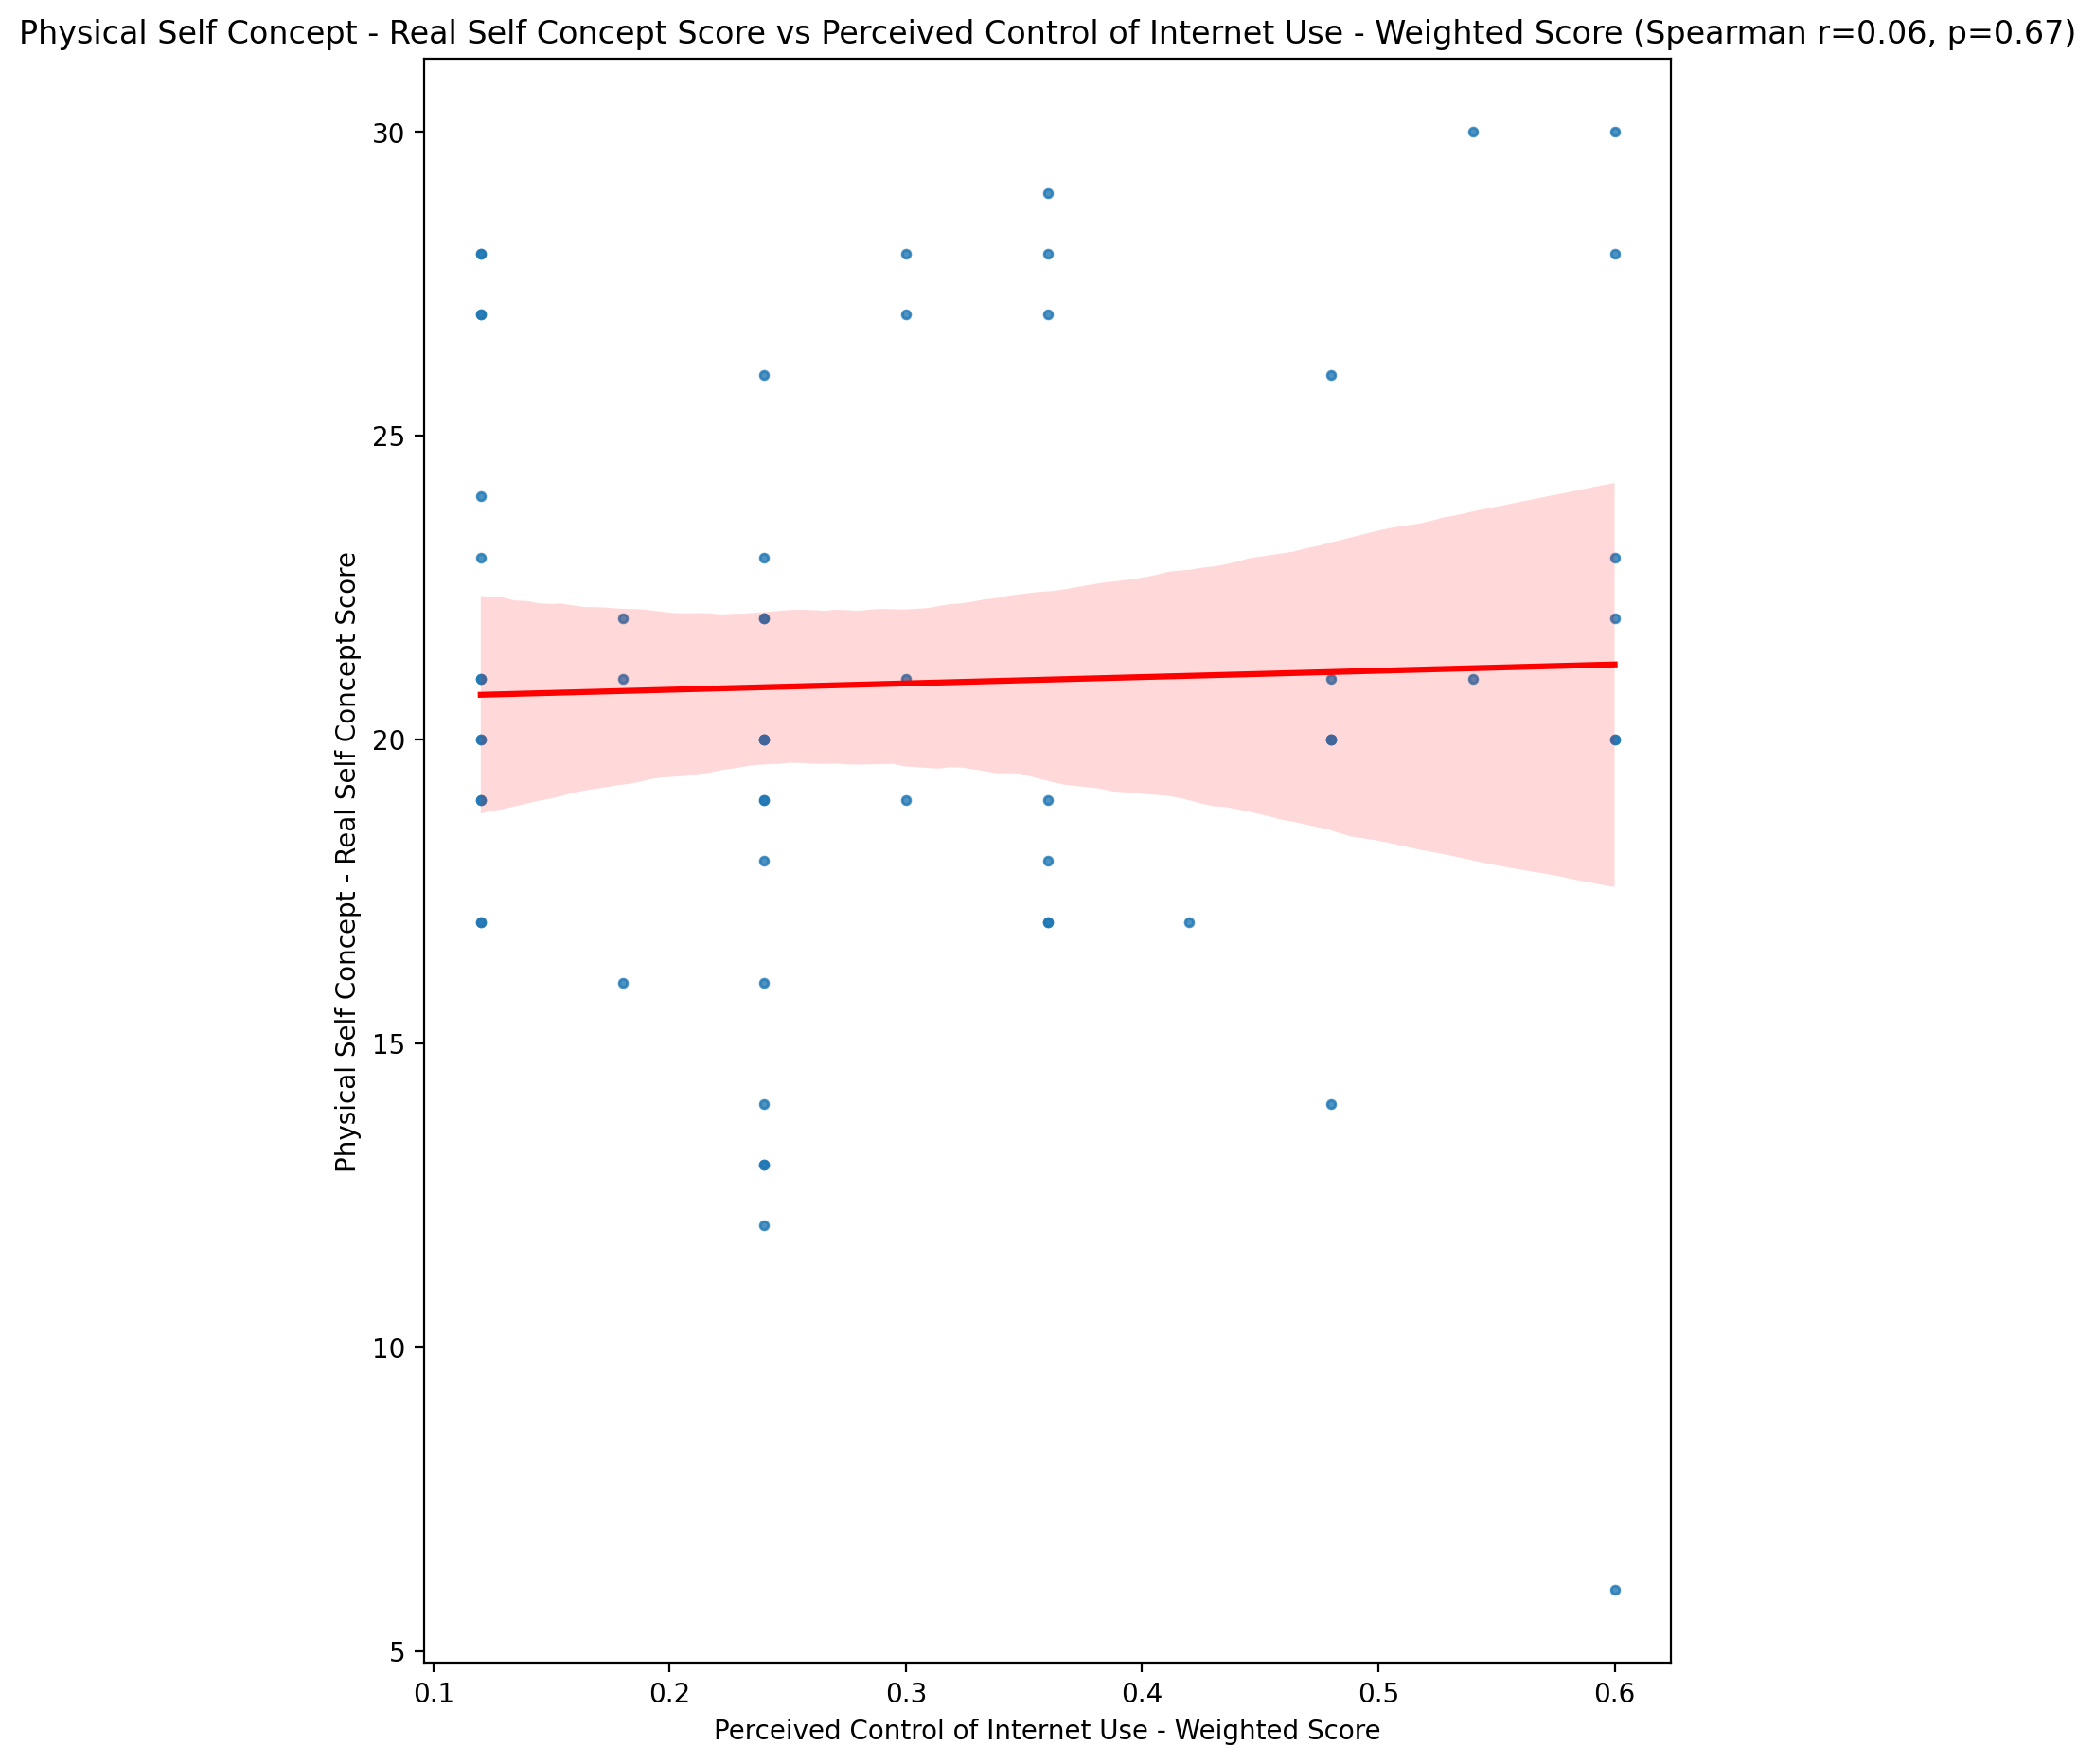 Physical Self Concept - Real Self Concept Score vs Perceived Control of Internet Use - Weighted Score (Spearman r=0.06, p=0.67)
Physical Self Concept - Real Self Concept Score
30
25
20
15
10
5
0.1 0.2 0.3 0.4 0.5 0.6
Perceived Control of Internet Use - Weighted Score